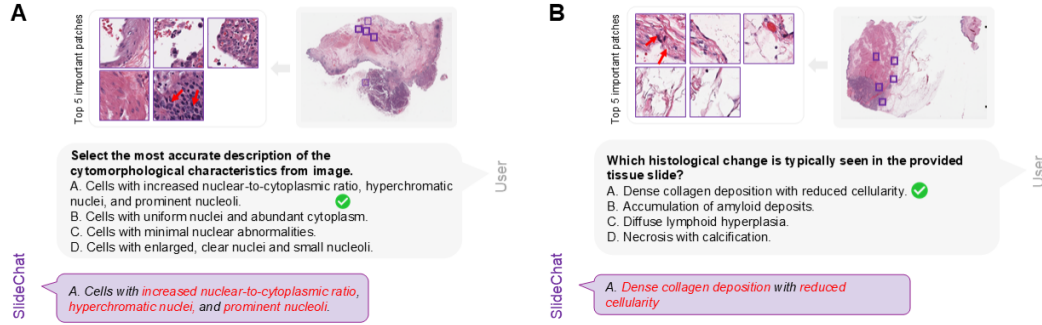 A
Top 5 important patches
Select the most accurate description of the
cytomorphological characteristics from image.
A. Cells with increased nuclear-to-cytoplasmic ratio, hyperchromatic
nuclei, and prominent nucleoli.
B. Cells with uniform nuclei and abundant cytoplasm.
C. Cells with minimal nuclear abnormalities.
D. Cells with enlarged, clear nuclei and small nucleoli.
User
SlideChat
A. Cells with increased nuclear-to-cytoplasmic ratio,
hyperchromatic nuclei, and prominent nucleoli.
B
Top 5 important patches
Which histological change is typically seen in the provided
tissue slide?
A. Dense collagen deposition with reduced cellularity.
B. Accumulation of amyloid deposits.
C. Diffuse lymphoid hyperplasia.
D. Necrosis with calcification.
User
SlideChat
A. Dense collagen deposition with reduced
cellularity